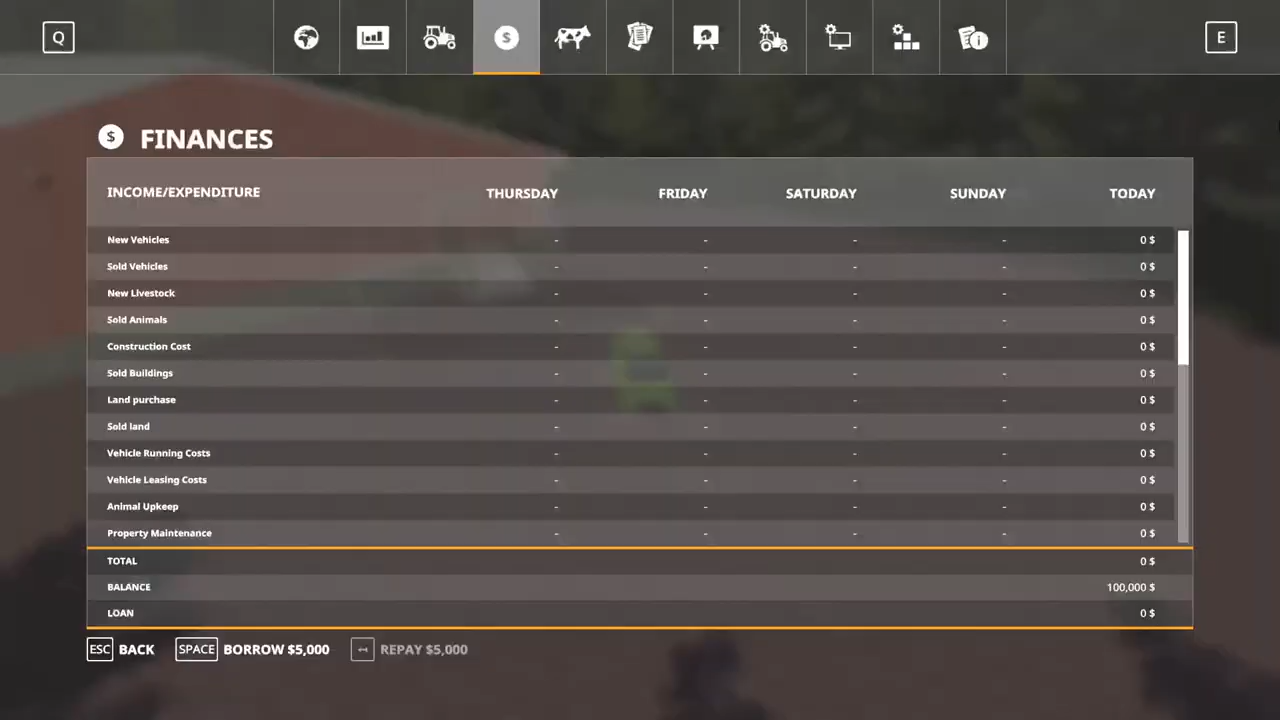 Q
$
E
$ FINANCES
INCOME/EXPENDITURE THURSDAY FRIDAY SATURDAY SUNDAY TODAY
New Vehicles - - - - 0 $
Sold Vehicles - - - - 0 $
New Livestock - - - - 0 $
Sold Animals - - - - 0 $
Construction Cost - - - - 0 $
Sold Buildings - - - - 0 $
Land purchase - - - - 0 $
Sold land - - - - 0 $
Vehicle Running Costs - - - - 0 $
Vehicle Leasing Costs - - - - 0 $
Animal Upkeep - - - - 0 $
Property Maintenance - - - - 0 $
TOTAL 0 $
BALANCE 100,000 $
LOAN 0 $
ESC BACK SPACE BORROW $5,000 ↔ REPAY $5,000